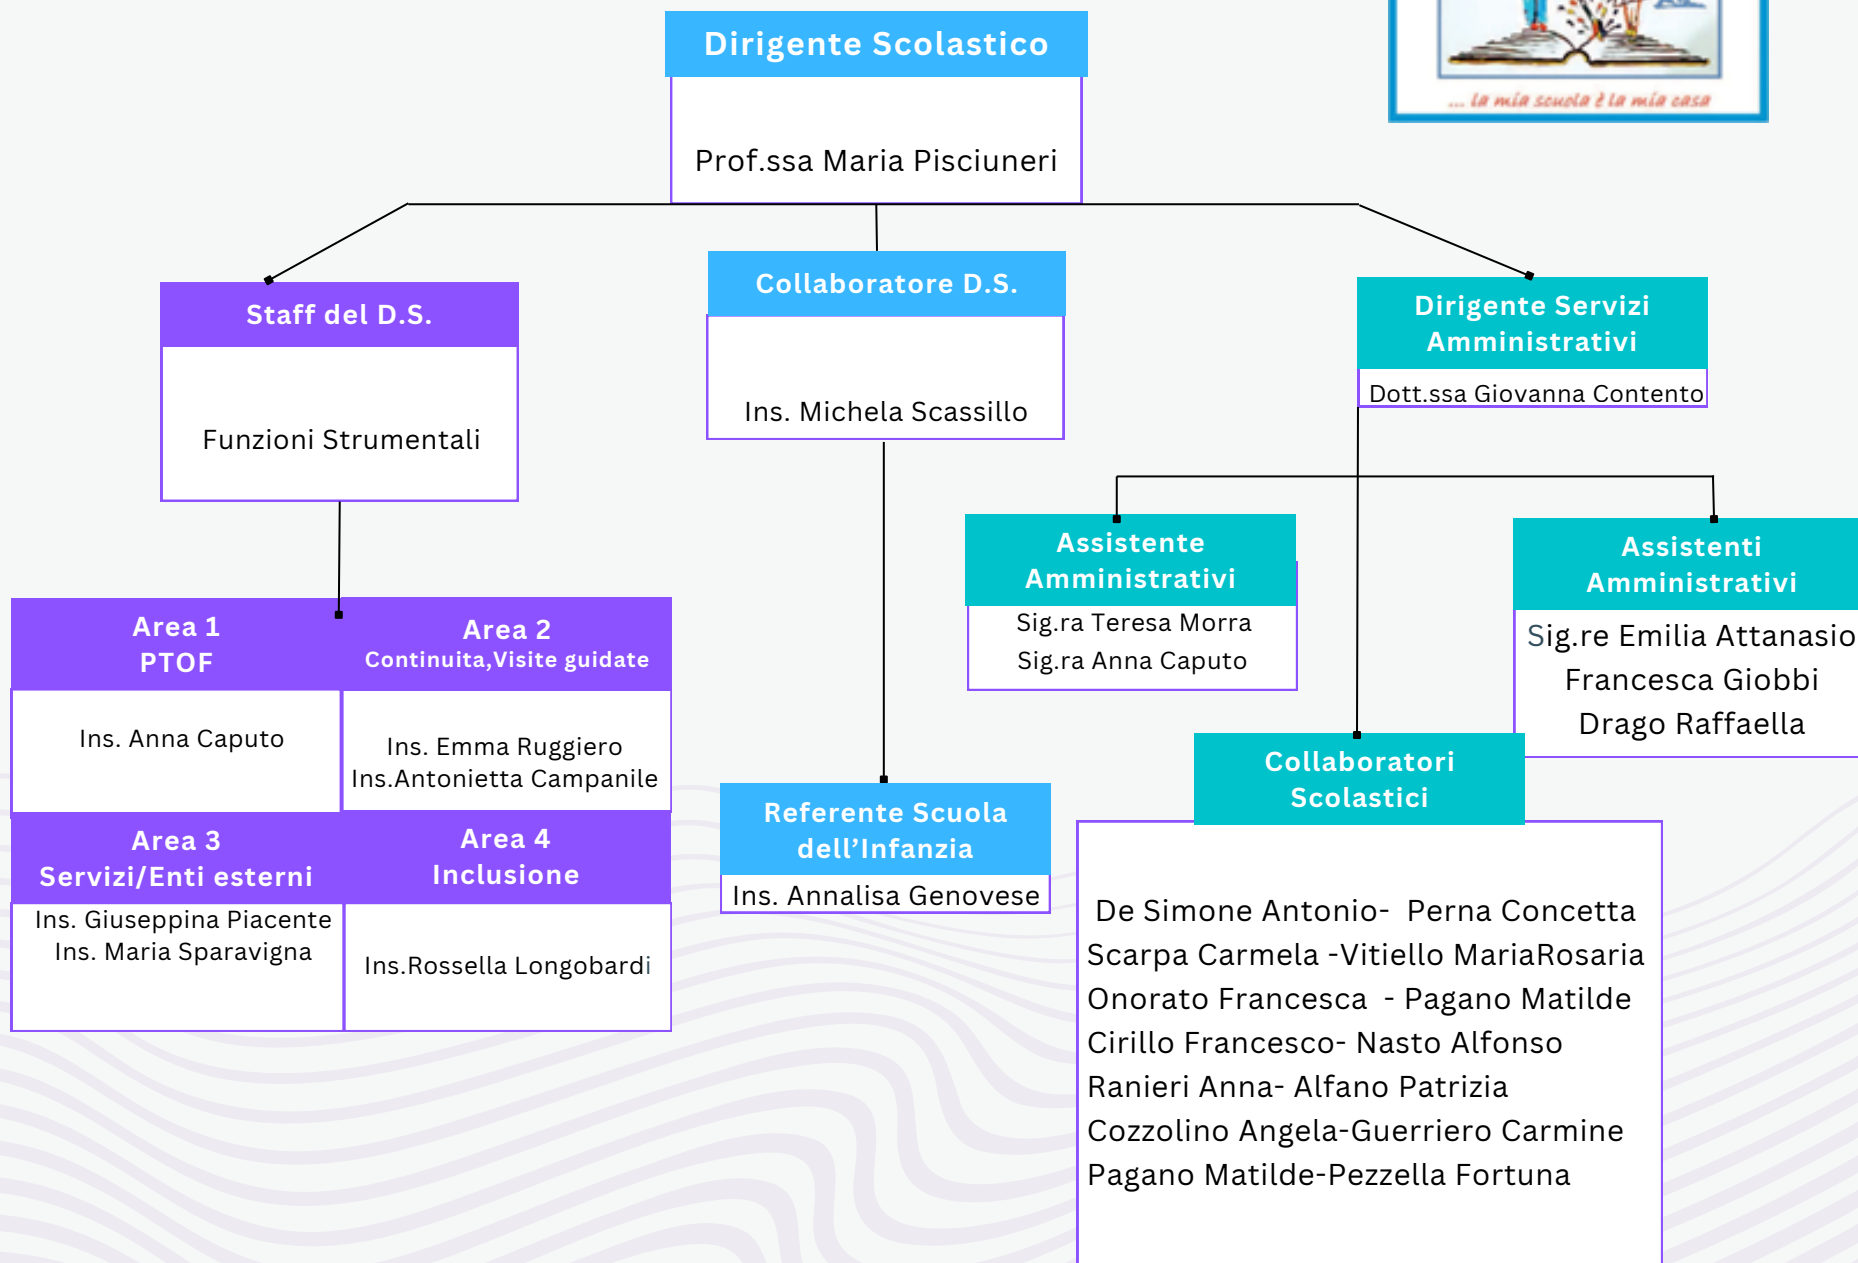 ... la mia scuola è la mia casa
Dirigente Scolastico
Prof.ssa Maria Pisciuneri
Staff del D.S.
Funzioni Strumentali
Collaboratore D.S.
Ins. Michela Scassillo
Dirigente Servizi
Amministrativi
Dott.ssa Giovanna Contento
Assistente
Amministrativi
Sig.ra Teresa Morra
Sig.ra Anna Caputo
Assistenti
Amministrativi
Sig.re Emilia Attanasio
Francesca Giobbi
Drago Raffaella
Area 1
PTOF
Ins. Anna Caputo
Area 2
Continuita,Visite guidate
Ins. Emma Ruggiero
Ins.Antonietta Campanile
Area 3
Servizi/Enti esterni
Ins. Giuseppina Piacente
Ins. Maria Sparavigna
Area 4
Inclusione
Ins.Rossella Longobardi
Referente Scuola
dell’Infanzia
Ins. Annalisa Genovese
Collaboratori
Scolastici
De Simone Antonio-  Perna Concetta
Scarpa Carmela -Vitiello MariaRosaria
Onorato Francesca  - Pagano Matilde
Cirillo Francesco- Nasto Alfonso
Ranieri Anna- Alfano Patrizia
Cozzolino Angela-Guerriero Carmine
Pagano Matilde-Pezzella Fortuna